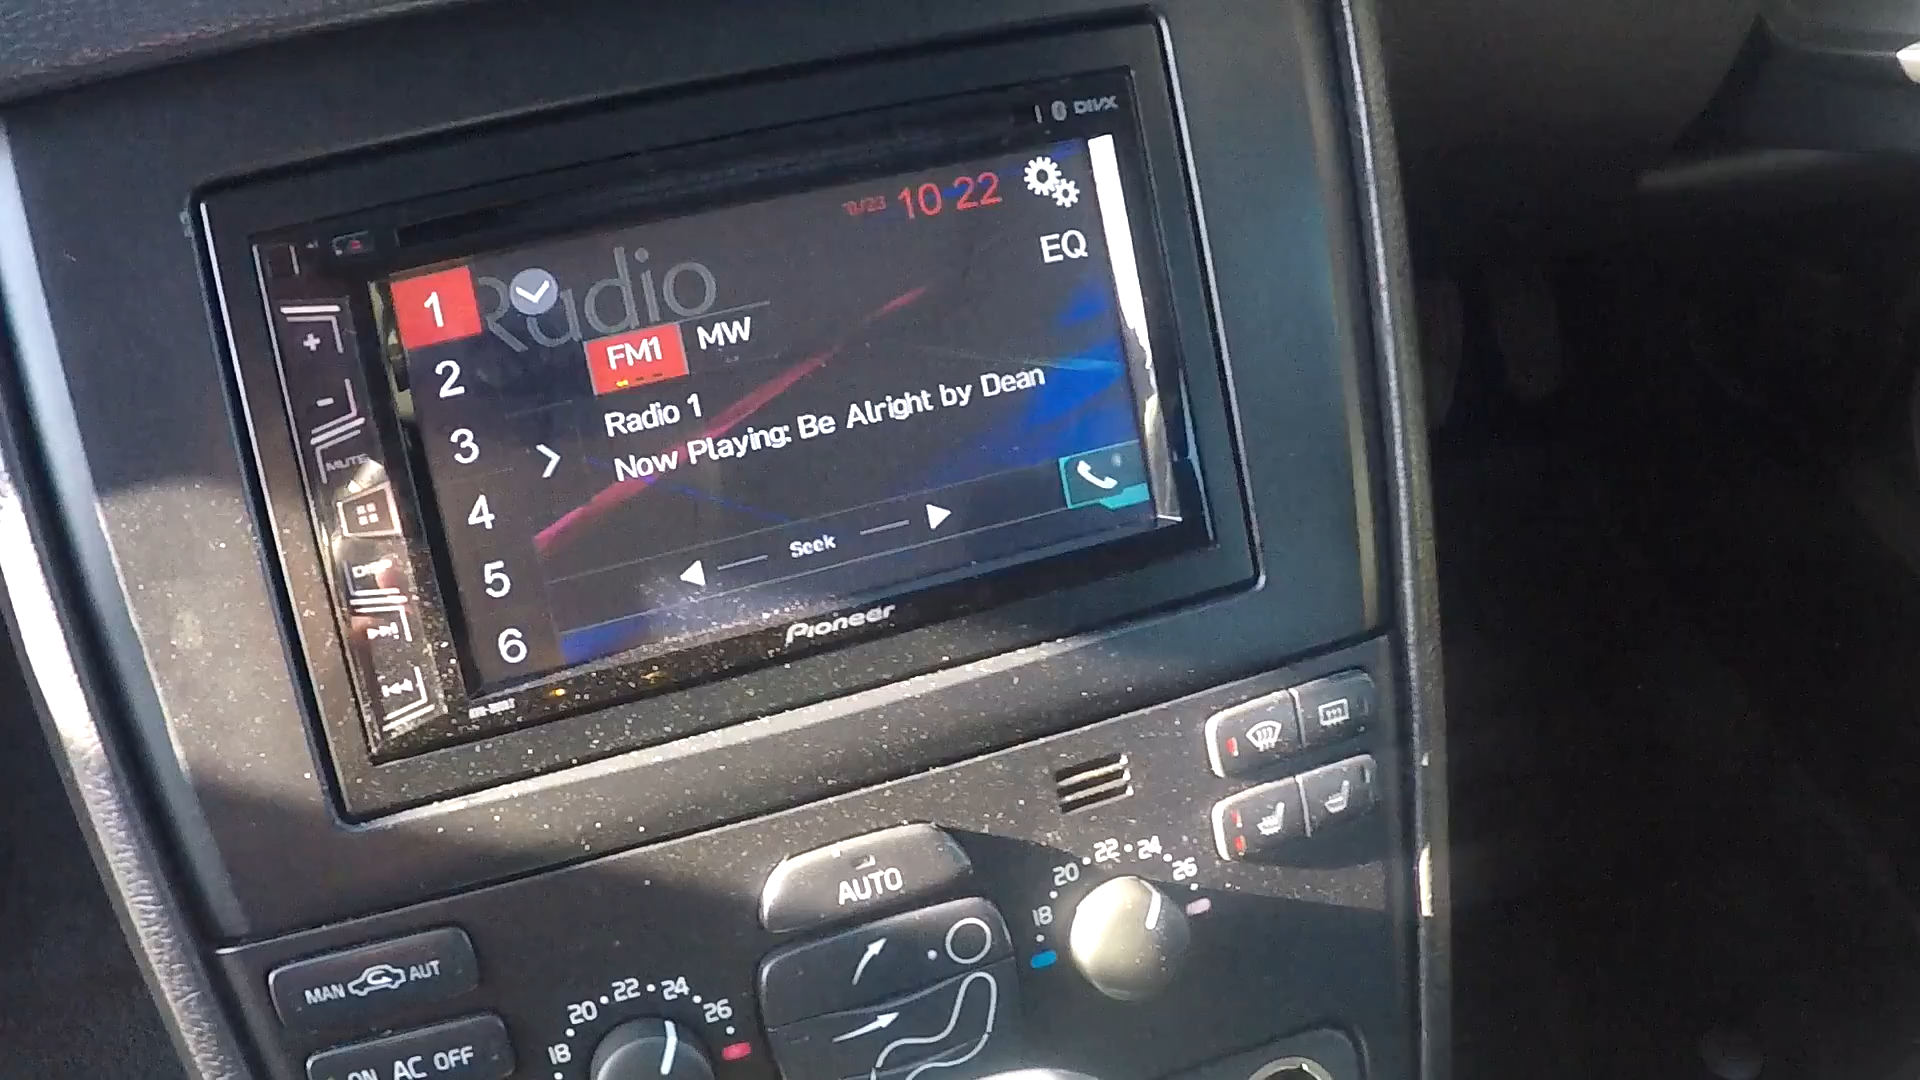 DIVX
10/23 10:22
EQ
Radio
1
2
3
4
5
6
FM1 MW
Radio 1
Now Playing: Be Alright by Dean
Seek
+
-
MUTE
DISP
Pioneer
AUTO
18 20 22 24 26
MAN AUT
ON AC OFF
18 20 22 24 26